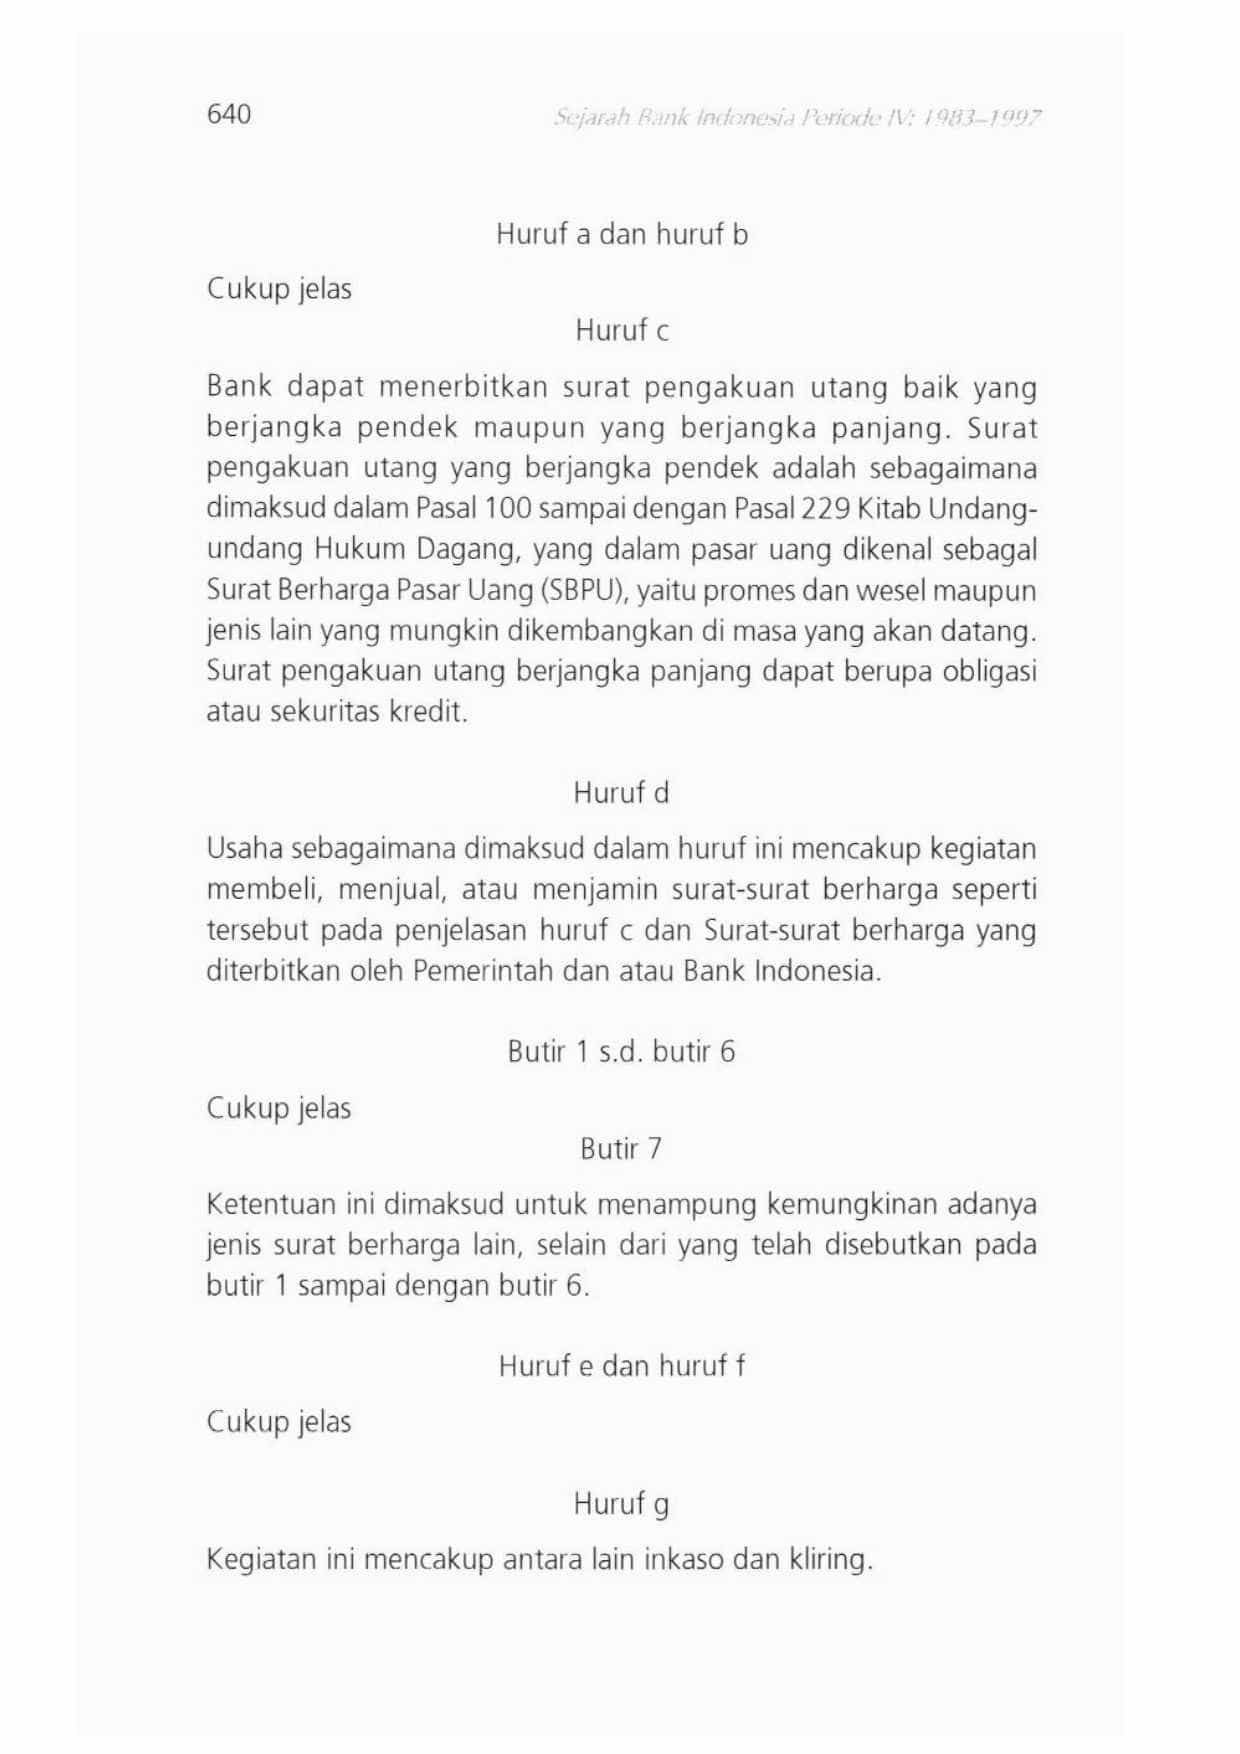 640
Sejarah Bank Indonesia Periode IV: 1983–1997
Huruf a dan huruf b
Cukup jelas
Huruf c
Bank dapat menerbitkan surat pengakuan utang baik yang
berjangka pendek maupun yang berjangka panjang. Surat
pengakuan utang yang berjangka pendek adalah sebagaimana
dimaksud dalam Pasal 100 sampai dengan Pasal 229 Kitab Undang-
undang Hukum Dagang, yang dalam pasar uang dikenal sebagal
Surat Berharga Pasar Uang (SBPU), yaitu promes dan wesel maupun
jenis lain yang mungkin dikembangkan di masa yang akan datang.
Surat pengakuan utang berjangka panjang dapat berupa obligasi
atau sekuritas kredit.
Huruf d
Usaha sebagaimana dimaksud dalam huruf ini mencakup kegiatan
membeli, menjual, atau menjamin surat-surat berharga seperti
tersebut pada penjelasan huruf c dan Surat-surat berharga yang
diterbitkan oleh Pemerintah dan atau Bank Indonesia.
Butir 1 s.d. butir 6
Cukup jelas
Butir 7
Ketentuan ini dimaksud untuk menampung kemungkinan adanya
jenis surat berharga lain, selain dari yang telah disebutkan pada
butir 1 sampai dengan butir 6.
Huruf e dan huruf f
Cukup jelas
Huruf g
Kegiatan ini mencakup antara lain inkaso dan kliring.